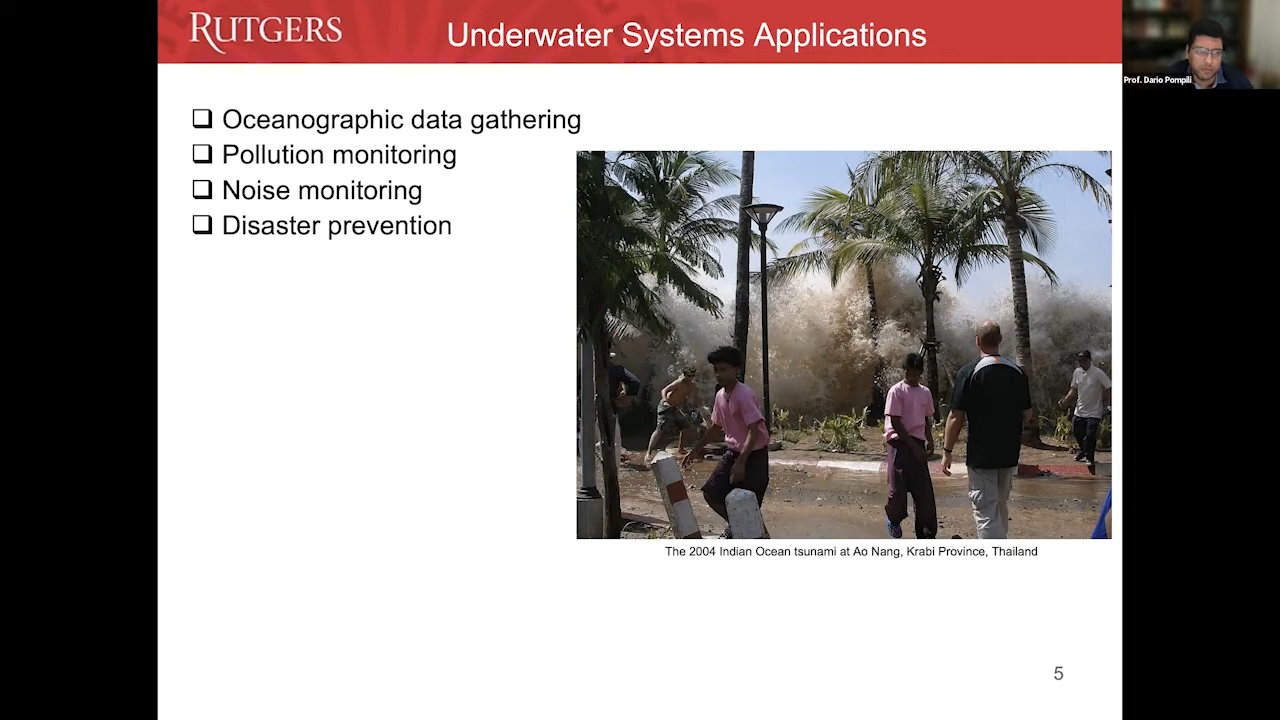 RUTGERS
Underwater Systems Applications
Prof. Dario Pompili
Oceanographic data gathering
Pollution monitoring
Noise monitoring
Disaster prevention
The 2004 Indian Ocean tsunami at Ao Nang, Krabi Province, Thailand
5